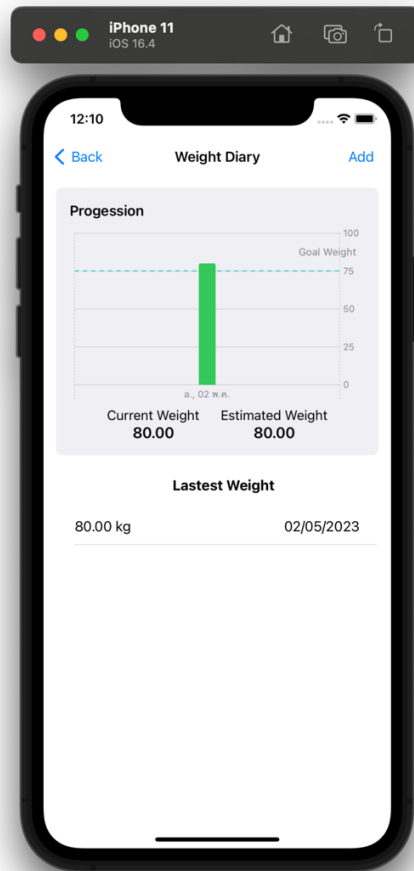 iPhone 11
iOS 16.4
12:10
Back
Weight Diary
Add
Progession
100
Goal Weight
75
50
25
0
อ., 02 พ.ค.
Current Weight
Estimated Weight
80.00
80.00
Lastest Weight
80.00 kg
02/05/2023